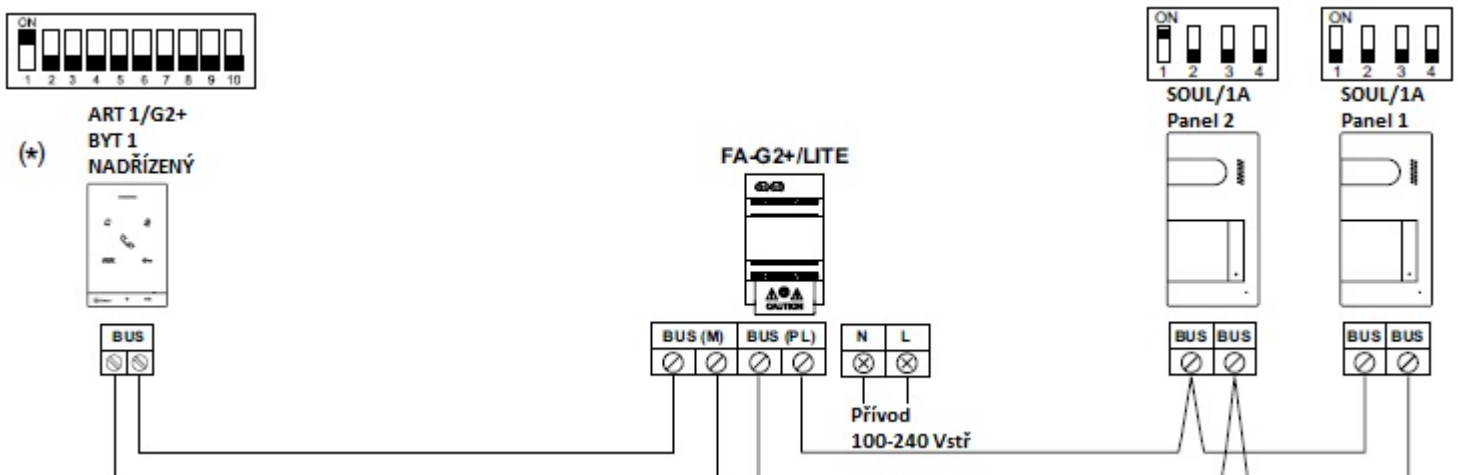 ON
1 2 3 4 5 6 7 8 9 10
ART 1/G2+
BYT 1
NADŘÍZENÝ
(*)
BUS
FA-G2+/LITE
CAUTION
BUS (M) BUS (PL) N L
Přívod
100-240 Vstř
ON
1 2 3 4
SOUL/1A
Panel 2
BUS BUS
ON
1 2 3 4
SOUL/1A
Panel 1
BUS BUS